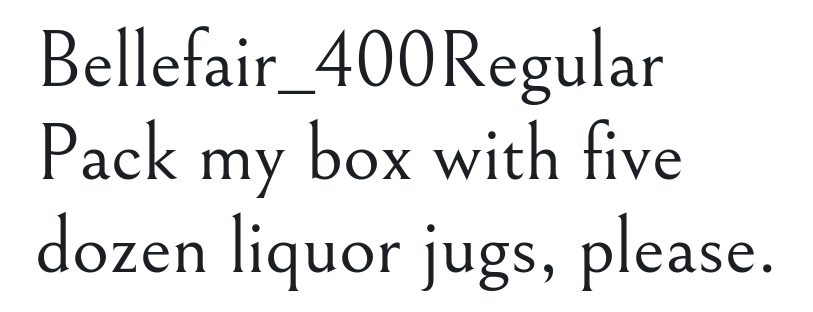 Bellefair_400Regular
Pack my box with five
dozen liquor jugs, please.